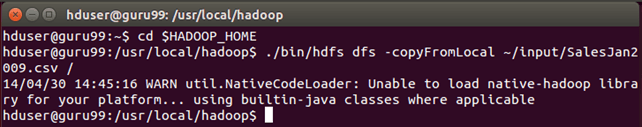 hduser@guru99: /usr/local/hadoop
hduser@guru99:~$ cd $HADOOP_HOME
hduser@guru99:/usr/local/hadoop$ ./bin/hdfs dfs -copyFromLocal ~/input/SalesJan2
009.csv /
14/04/30 14:45:16 WARN util.NativeCodeLoader: Unable to load native-hadoop libra
ry for your platform... using builtin-java classes where applicable
hduser@guru99:/usr/local/hadoop$